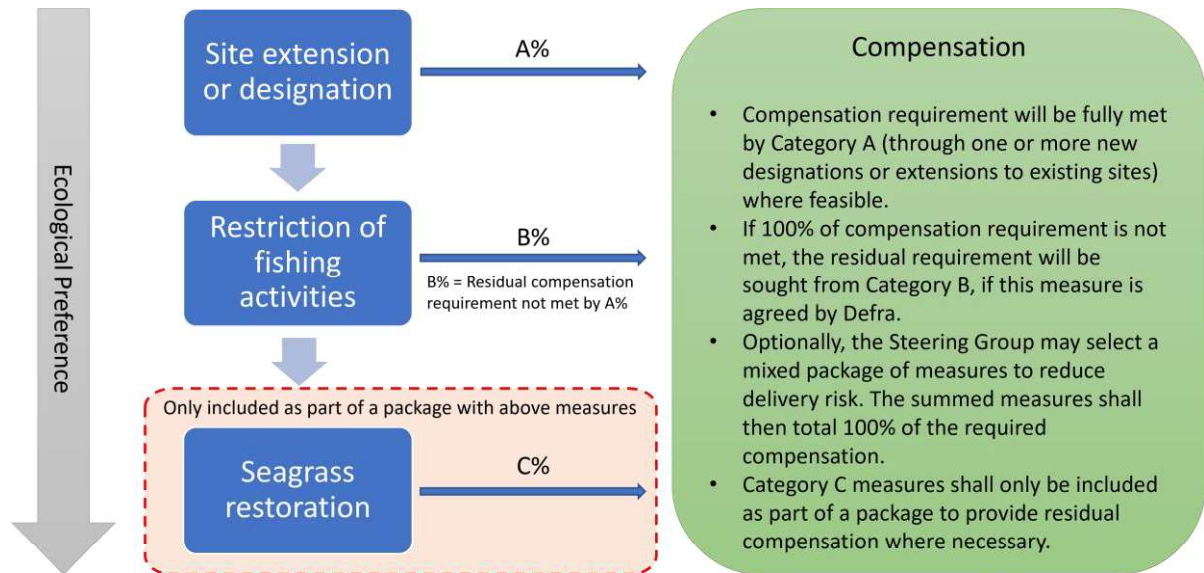 Ecological Preference
Site extension
or designation
A%
Restriction of
fishing
activities
B%
B% = Residual compensation
requirement not met by A%
Only included as part of a package with above measures
Seagrass
restoration
C%
Compensation
• Compensation requirement will be fully met
by Category A (through one or more new
designations or extensions to existing sites)
where feasible.
• If 100% of compensation requirement is not
met, the residual requirement will be
sought from Category B, if this measure is
agreed by Defra.
• Optionally, the Steering Group may select a
mixed package of measures to reduce
delivery risk. The summed measures shall
then total 100% of the required
compensation.
• Category C measures shall only be included
as part of a package to provide residual
compensation where necessary.